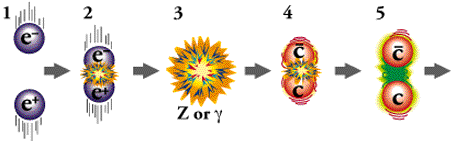 1 2 3 4 5
e⁻ e⁻ c̄ c̄
e⁺ e⁺ c c
Z or γ